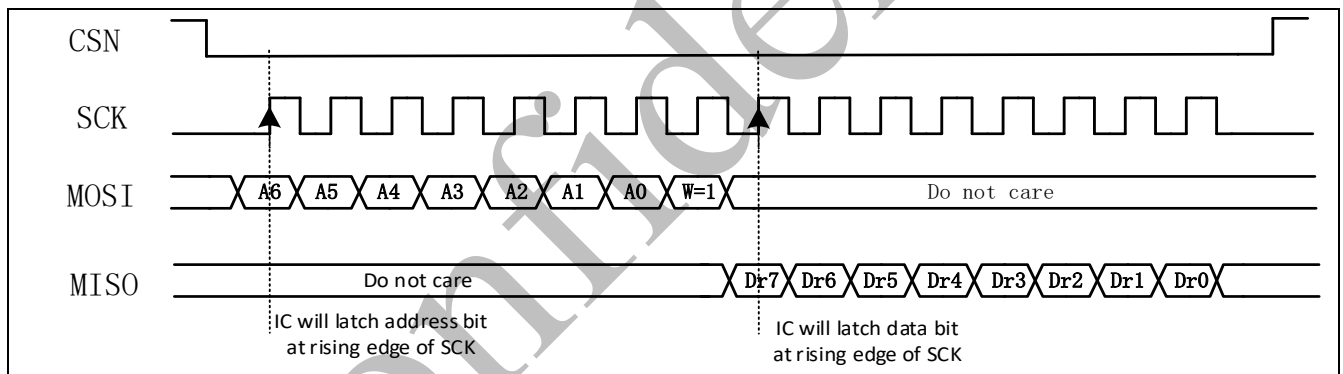 CSN
SCK
MOSI A6 A5 A4 A3 A2 A1 A0 W=1 Do not care
MISO Do not care Dr7 Dr6 Dr5 Dr4 Dr3 Dr2 Dr1 Dr0
IC will latch address bit
at rising edge of SCK
IC will latch data bit
at rising edge of SCK